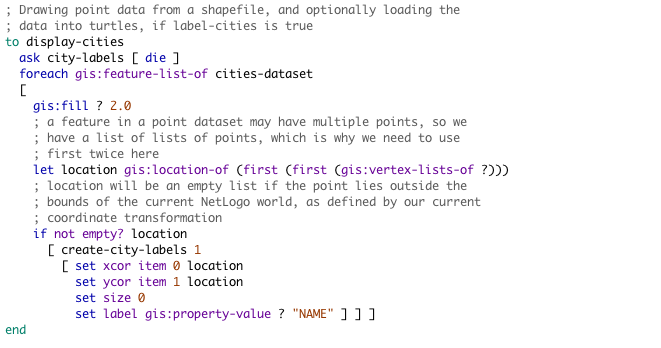 ; Drawing point data from a shapefile, and optionally loading the
; data into turtles, if label-cities is true
to display-cities
  ask city-labels [ die ]
  foreach gis:feature-list-of cities-dataset
  [
    gis:fill ? 2.0
    ; a feature in a point dataset may have multiple points, so we
    ; have a list of lists of points, which is why we need to use
    ; first twice here
    let location gis:location-of (first (first (gis:vertex-lists-of ?)))
    ; location will be an empty list if the point lies outside the
    ; bounds of the current NetLogo world, as defined by our current
    ; coordinate transformation
    if not empty? location
      [ create-city-labels 1
        [ set xcor item 0 location
          set ycor item 1 location
          set size 0
          set label gis:property-value ? "NAME" ] ] ]
end